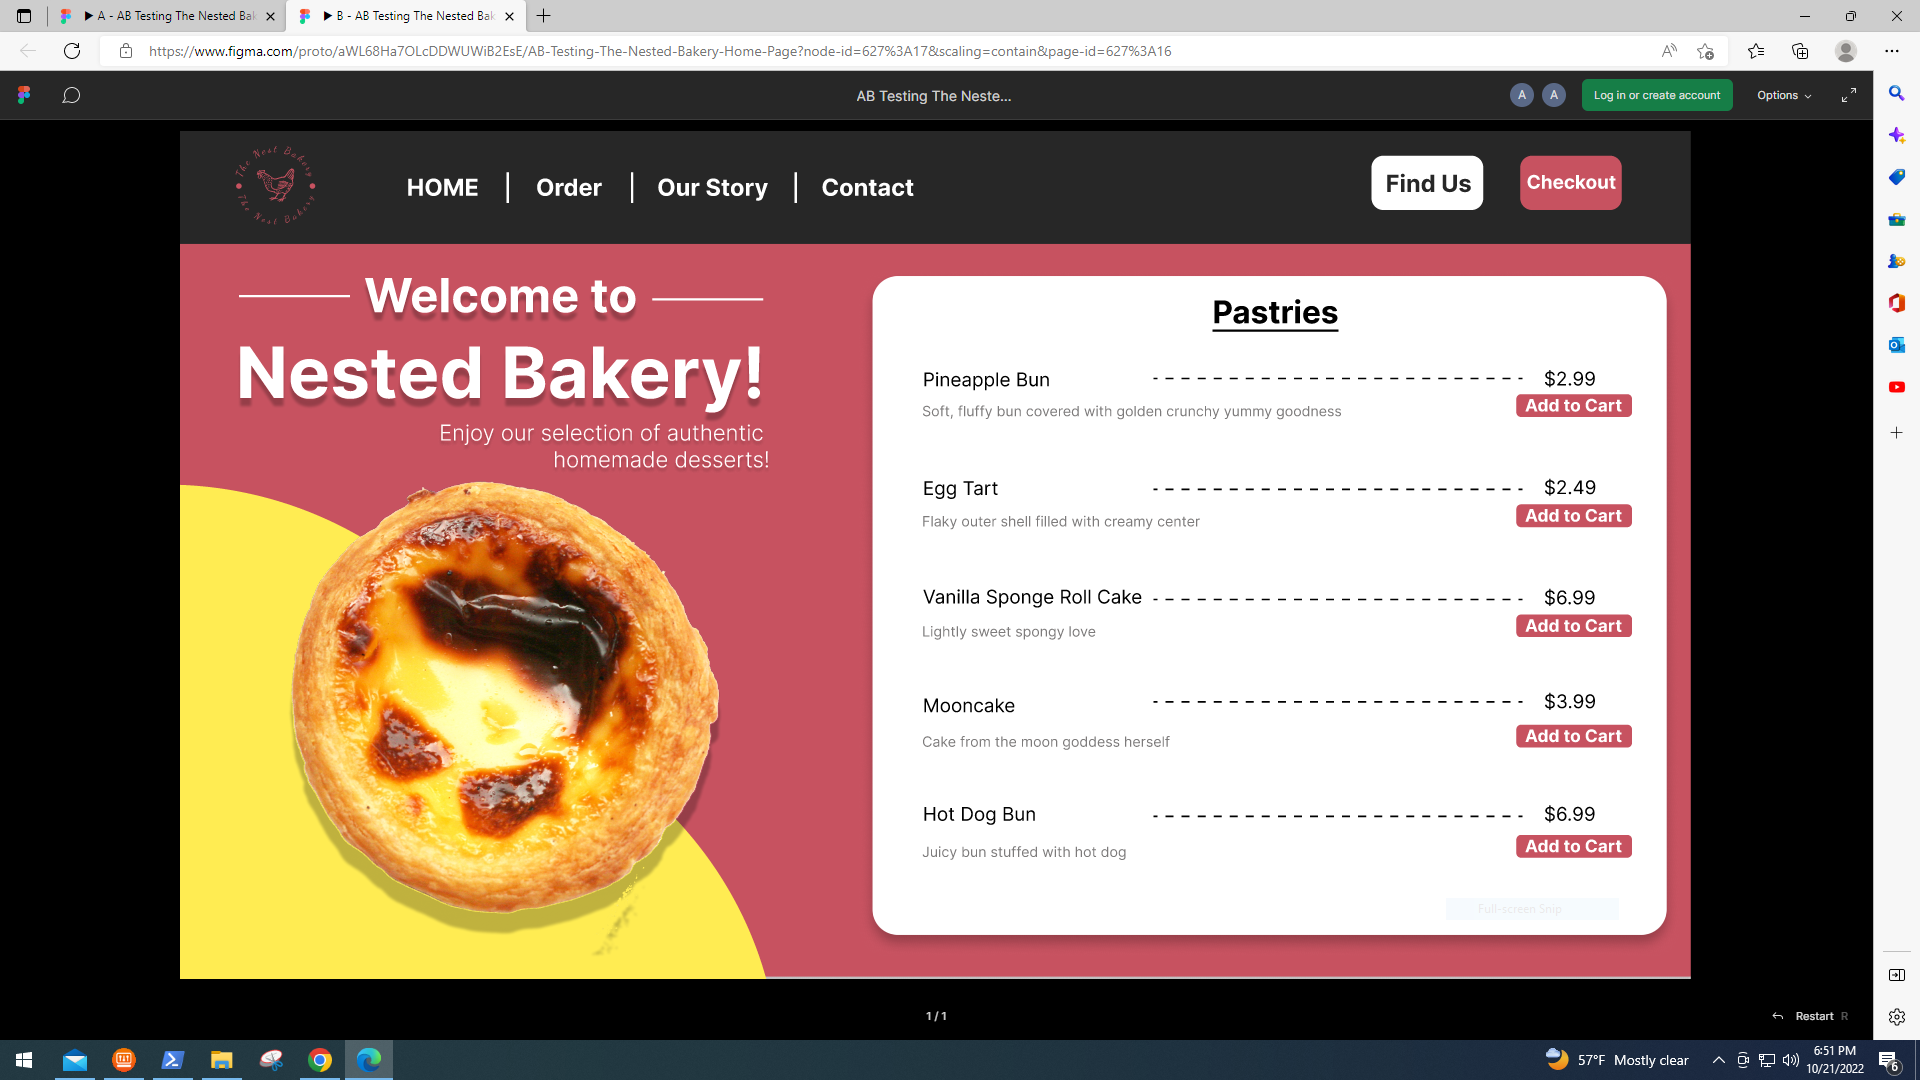 A - AB Testing The Nested Bak
B - AB Testing The Nested Bak
https://www.figma.com/proto/aWL68Ha7OLcDDWUWiB2EsE/AB-Testing-The-Nested-Bakery-Home-Page?node-id=627%3A17&scaling=contain&page-id=627%3A16
AB Testing The Neste...
A
A
Log in or create account
Options
The Nest Bakery
The Nest Bakery
HOME
Order
Our Story
Contact
Find Us
Checkout
Welcome to
Nested Bakery!
Enjoy our selection of authentic
homemade desserts!
Pastries
Pineapple Bun
$2.99
Soft, fluffy bun covered with golden crunchy yummy goodness
Add to Cart
Egg Tart
$2.49
Flaky outer shell filled with creamy center
Add to Cart
Vanilla Sponge Roll Cake
$6.99
Lightly sweet spongy love
Add to Cart
Mooncake
$3.99
Cake from the moon goddess herself
Add to Cart
Hot Dog Bun
$6.99
Juicy bun stuffed with hot dog
Add to Cart
Full-screen Snip
1 / 1
Restart R
57°F Mostly clear
6:51 PM
10/21/2022
6